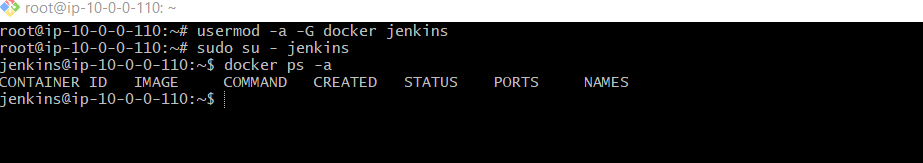 root@ip-10-0-0-110: ~
root@ip-10-0-0-110:~# usermod -a -G docker jenkins
root@ip-10-0-0-110:~# sudo su - jenkins
jenkins@ip-10-0-0-110:~$ docker ps -a
CONTAINER ID   IMAGE     COMMAND   CREATED   STATUS    PORTS     NAMES
jenkins@ip-10-0-0-110:~$